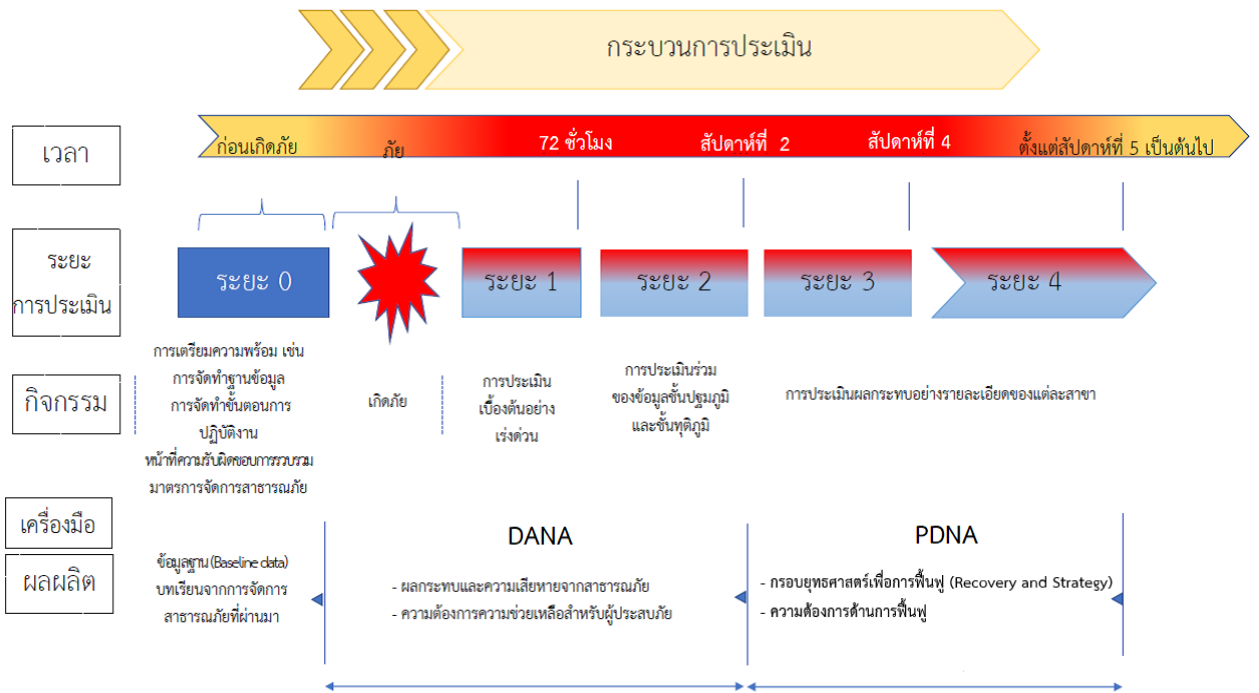 กระบวนการประเมิน
เวลา
ก่อนเกิดภัย
ภัย
72 ชั่วโมง
สัปดาห์ที่ 2
สัปดาห์ที่ 4
ตั้งแต่สัปดาห์ที่ 5 เป็นต้นไป
ระยะ
การประเมิน
ระยะ 0
ระยะ 1
ระยะ 2
ระยะ 3
ระยะ 4
กิจกรรม
การเตรียมความพร้อม เช่น
การจัดทำฐานข้อมูล
การจัดทำขั้นตอนการ
ปฏิบัติงาน
หน้าที่ความรับผิดชอบการรวบรวม
มาตรการจัดการสาธารณภัย
เกิดภัย
การประเมิน
เบื้องต้นอย่าง
เร่งด่วน
การประเมินร่วม
ของข้อมูลชั้นปฐมภูมิ
และชั้นทุติภูมิ
การประเมินผลกระทบอย่างรายละเอียดของแต่ละสาขา
เครื่องมือ
DANA
PDNA
ผลผลิต
ข้อมูลฐาน (Baseline data)
บทเรียนจากการจัดการ
สาธารณภัยที่ผ่านมา
- ผลกระทบและความเสียหายจากสาธารณภัย
- ความต้องการความช่วยเหลือสำหรับผู้ประสบภัย
- กรอบยุทธศาสตร์เพื่อการฟื้นฟู (Recovery and Strategy)
- ความต้องการด้านการฟื้นฟู